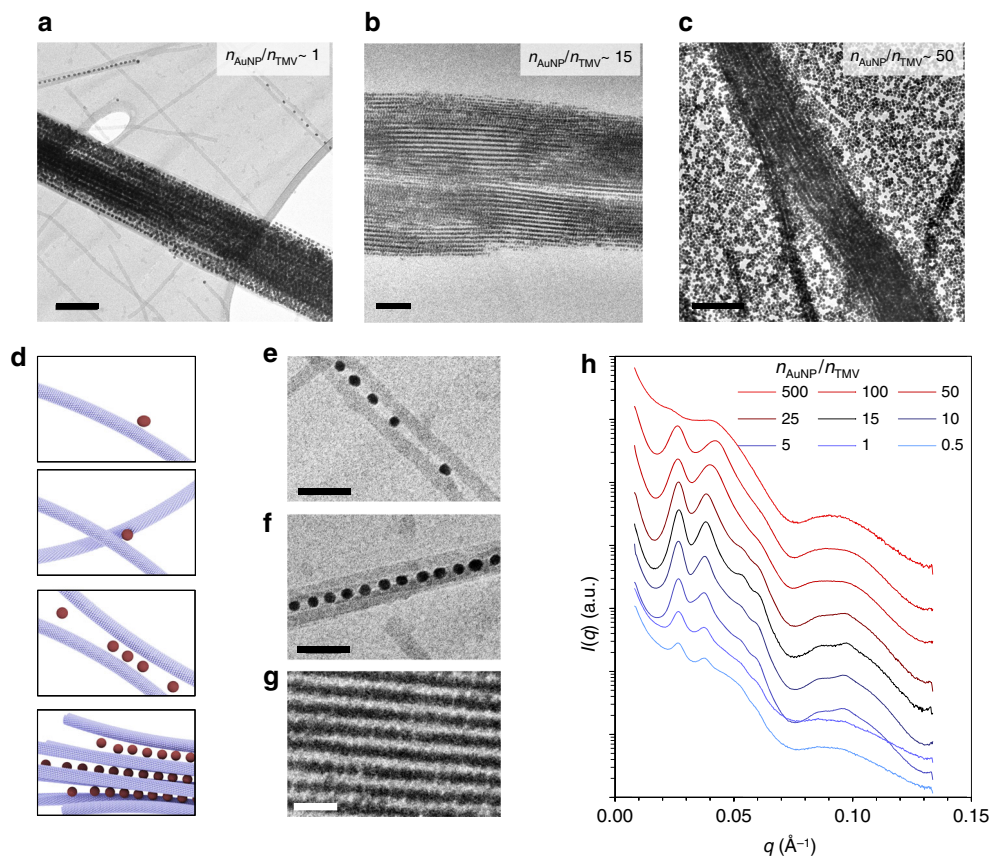 a
n_AuNP/n_TMV ~ 1
b
n_AuNP/n_TMV ~ 15
c
n_AuNP/n_TMV ~ 50
d
e
f
g
h
n_AuNP/n_TMV
500 100 50
25 15 10
5 1 0.5
I(q) (a.u.)
0.00 0.05 0.10 0.15
q (Å⁻¹)